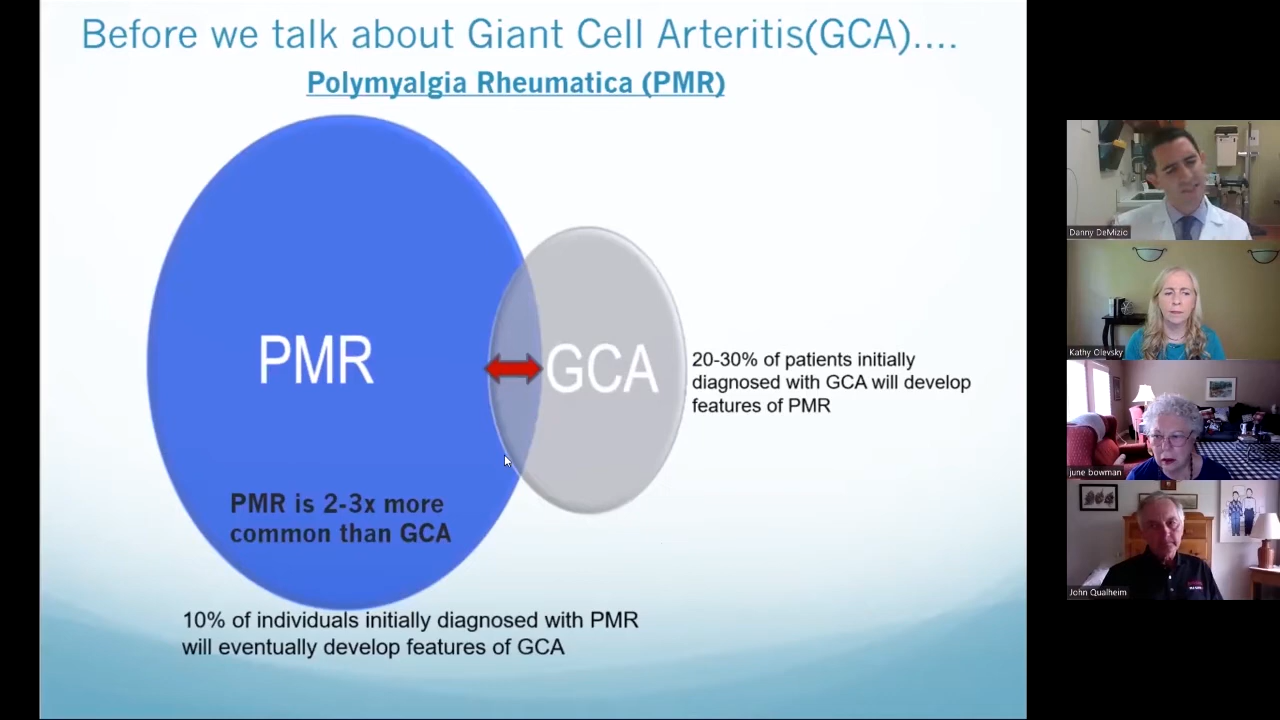 Before we talk about Giant Cell Arteritis(GCA)....
Polymyalgia Rheumatica (PMR)
PMR
GCA
20-30% of patients initially
diagnosed with GCA will develop
features of PMR
PMR is 2-3x more
common than GCA
10% of individuals initially diagnosed with PMR
will eventually develop features of GCA
Danny DeMizic
Kathy Olevsky
june bowman
John Qualheim